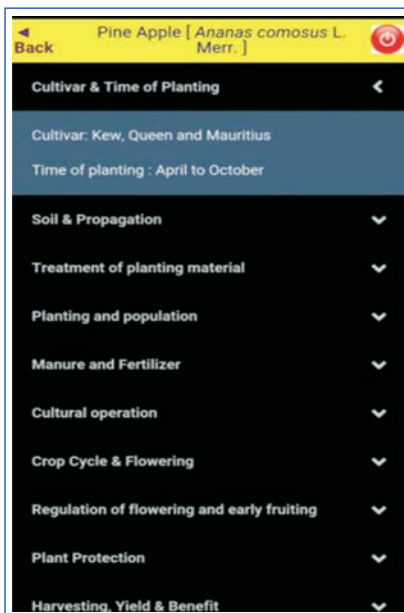 Back
Pine Apple [ Ananas comosus L.
Merr. ]
Cultivar & Time of Planting
Cultivar: Kew, Queen and Mauritius
Time of planting : April to October
Soil & Propagation
Treatment of planting material
Planting and population
Manure and Fertilizer
Cultural operation
Crop Cycle & Flowering
Regulation of flowering and early fruiting
Plant Protection
Harvesting, Yield & Benefit